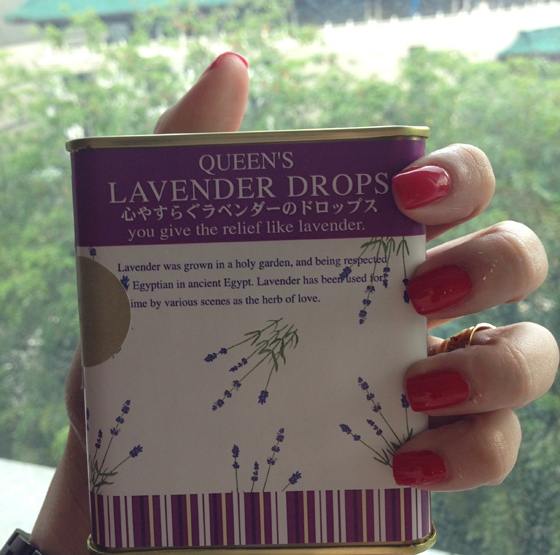 QUEEN'S
LAVENDER DROPS
心やすらぐラベンダーのドロップス
you give the relief like lavender.
Lavender was grown in a holy garden, and being respected
Egyptian in ancient Egypt. Lavender has been used for
by various scenes as the herb of love.